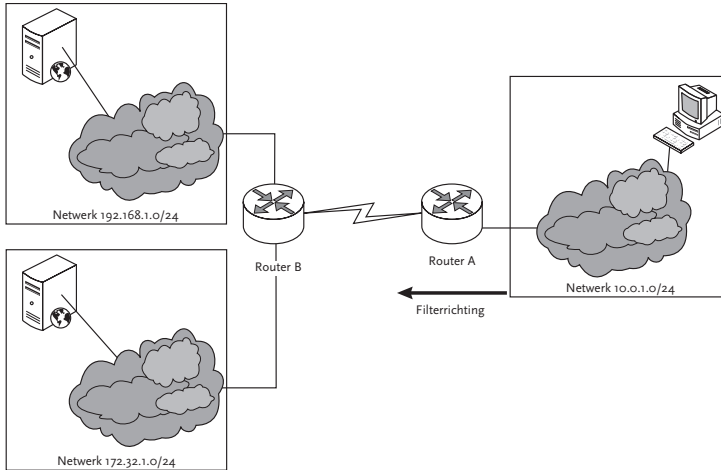 Netwerk 192.168.1.0/24
Router B
Router A
Netwerk 10.0.1.0/24
Filterrichting
Netwerk 172.32.1.0/24